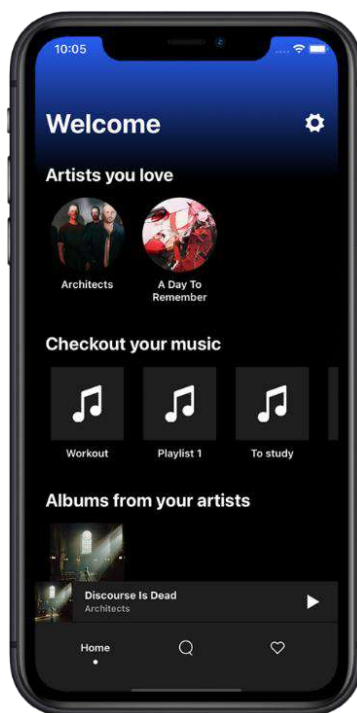 10:05
Welcome
Artists you love
Architects
A Day To
Remember
Checkout your music
Workout
Playlist 1
To study
Albums from your artists
Discourse Is Dead
Architects
Home